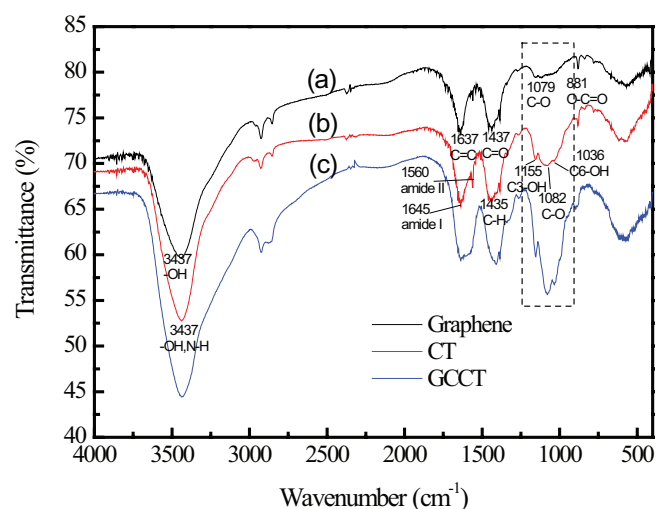 85
80
75
70
65
60
55
50
45
40
Transmittance (%)
(a)
(b)
(c)
1079
C-O
881
O-C=O
1637
C=C
1437
C=O
1560
amide II
1645
amide I
1435
C-H
1155
C3-OH
1082
C-O
1036
C6-OH
3437
-OH
3437
-OH,N-H
Graphene
CT
GCCT
4000 3500 3000 2500 2000 1500 1000 500
Wavenumber (cm⁻¹)